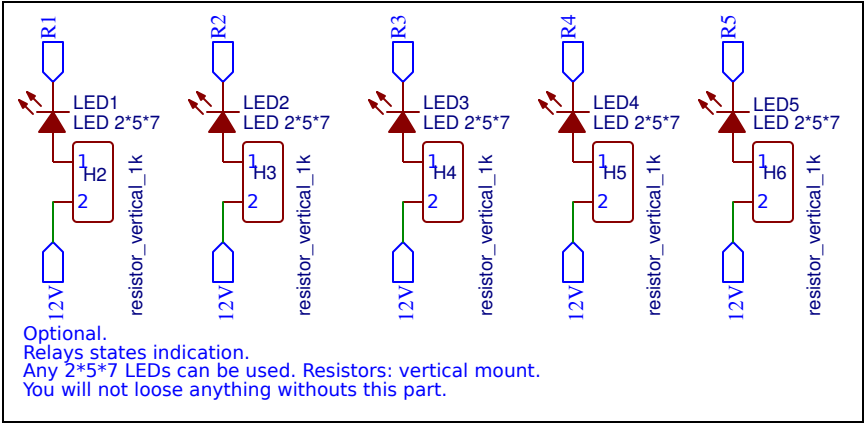 R1 R2 R3 R4 R5
LED1 LED2 LED3 LED4 LED5
LED 2*5*7 LED 2*5*7 LED 2*5*7 LED 2*5*7 LED 2*5*7
1 1 1 1 1
H2 H3 H4 H5 H6
2 2 2 2 2
resistor_vertical_1k resistor_vertical_1k resistor_vertical_1k resistor_vertical_1k resistor_vertical_1k
12V 12V 12V 12V 12V
Optional.
Relays states indication.
Any 2*5*7 LEDs can be used. Resistors: vertical mount.
You will not loose anything withouts this part.